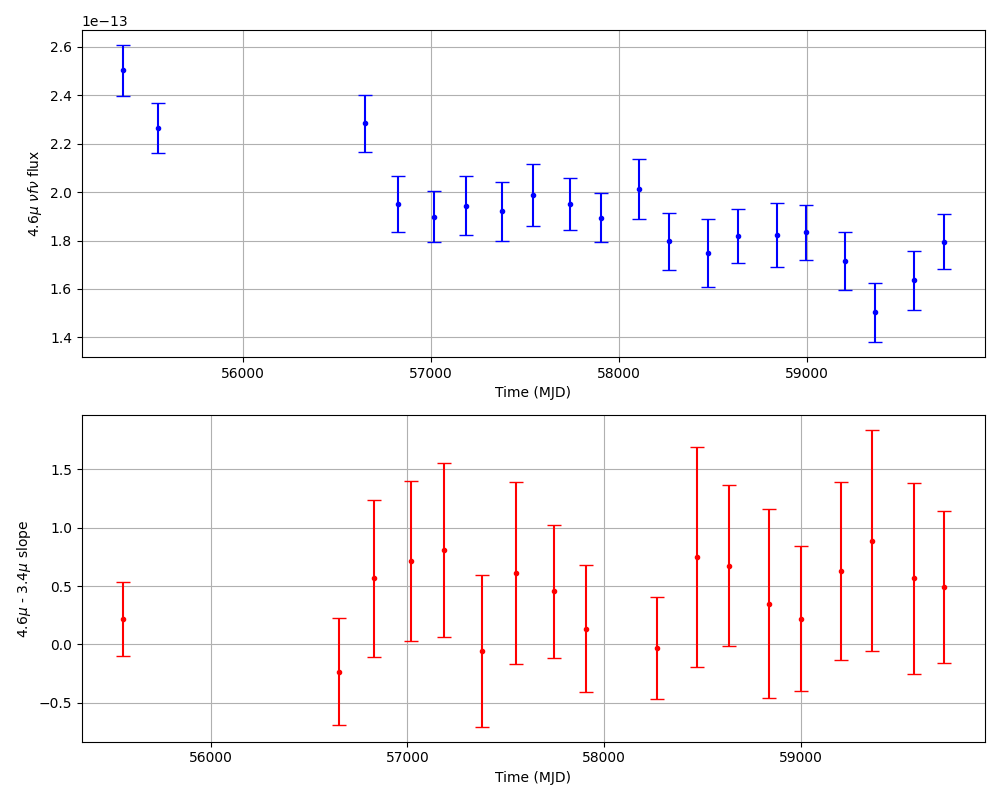 1e−13
2.6
2.4
2.2
2.0
1.8
1.6
1.4
4.6μ νfν flux
56000 57000 58000 59000
Time (MJD)
1.5
1.0
0.5
0.0
−0.5
4.6μ - 3.4μ slope
56000 57000 58000 59000
Time (MJD)